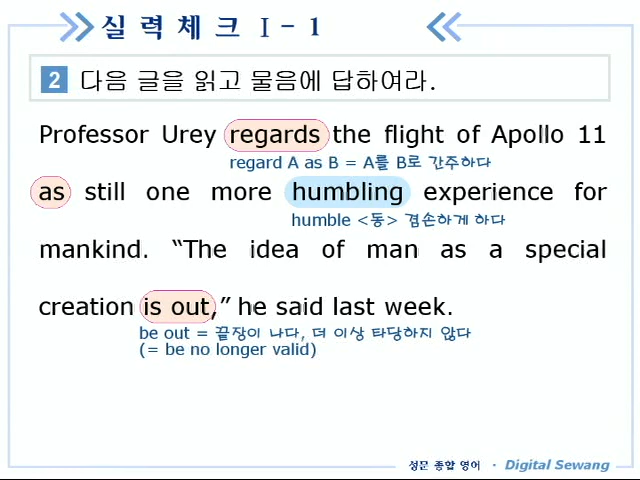 실력체크 I - 1
2 다음 글을 읽고 물음에 답하여라.
Professor Urey regards the flight of Apollo 11
regard A as B = A를 B로 간주하다
as still one more humbling experience for
humble <동> 겸손하게 하다
mankind. “The idea of man as a special
creation is out,” he said last week.
be out = 끝장이 나다, 더 이상 타당하지 않다
(= be no longer valid)
성문 종합 영어 · Digital Sewang